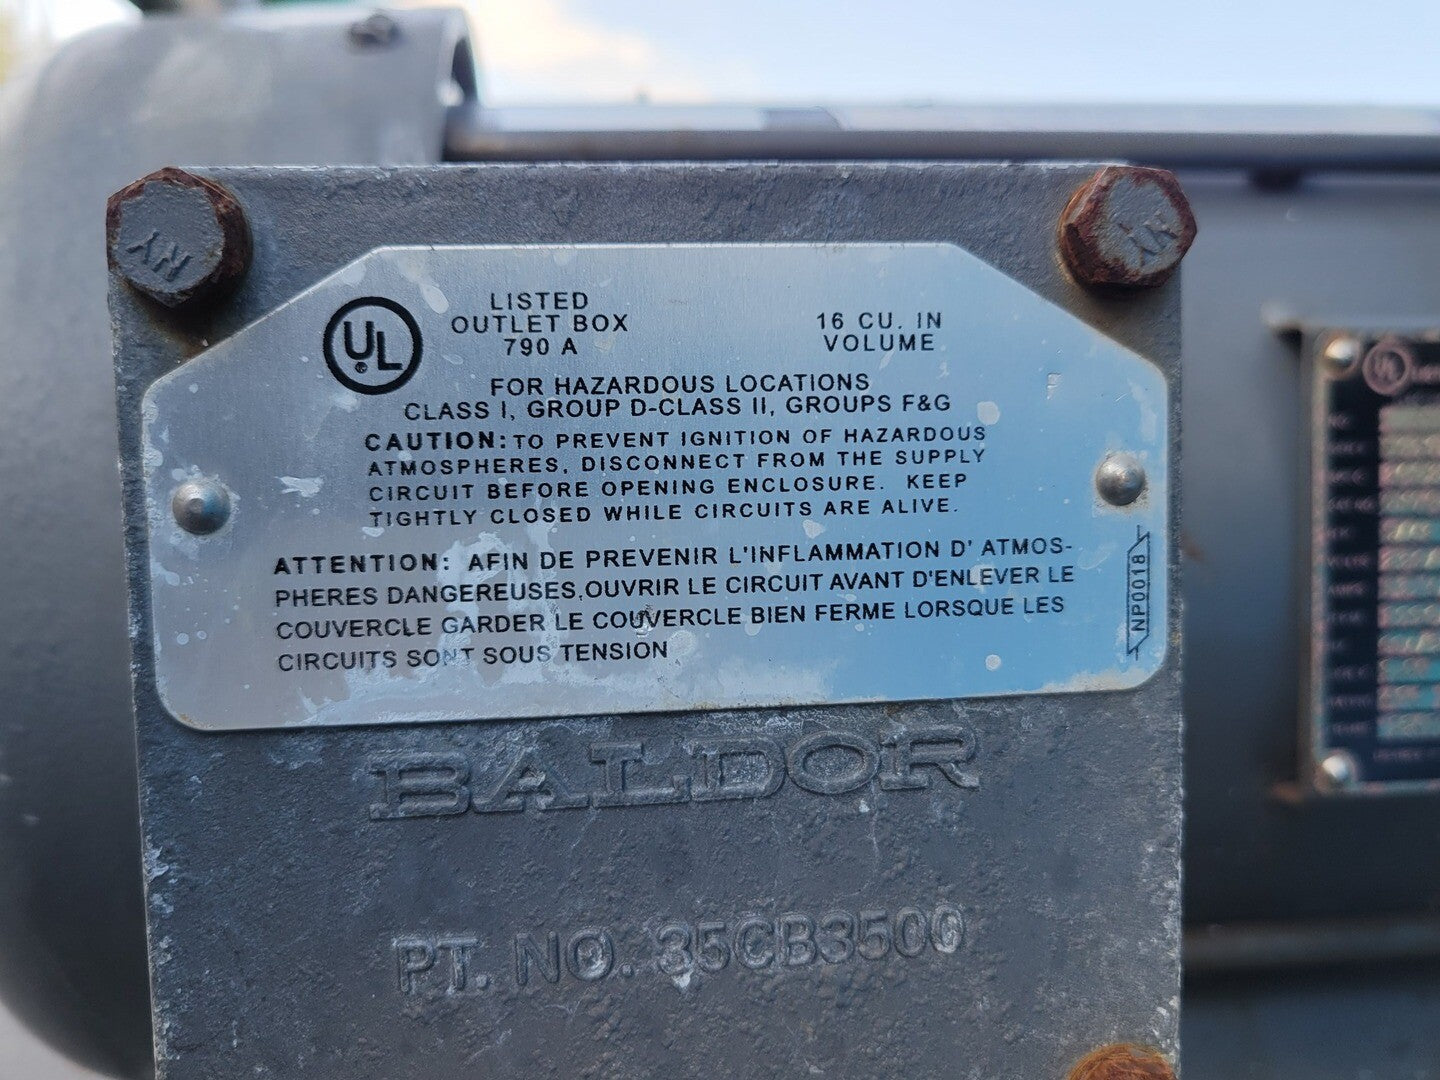 LISTED
OUTLET BOX
790 A
16 CU. IN
VOLUME
UL
®
FOR HAZARDOUS LOCATIONS
CLASS I, GROUP D-CLASS II, GROUPS F&G
CAUTION: TO PREVENT IGNITION OF HAZARDOUS
ATMOSPHERES, DISCONNECT FROM THE SUPPLY
CIRCUIT BEFORE OPENING ENCLOSURE. KEEP
TIGHTLY CLOSED WHILE CIRCUITS ARE ALIVE.
ATTENTION: AFIN DE PREVENIR L'INFLAMMATION D' ATMOS-
PHERES DANGEREUSES,OUVRIR LE CIRCUIT AVANT D'ENLEVER LE
COUVERCLE GARDER LE COUVERCLE BIEN FERME LORSQUE LES
CIRCUITS SONT SOUS TENSION
NP0018
BALDOR
PT. NO. 35CB3500
NY
NY
UL